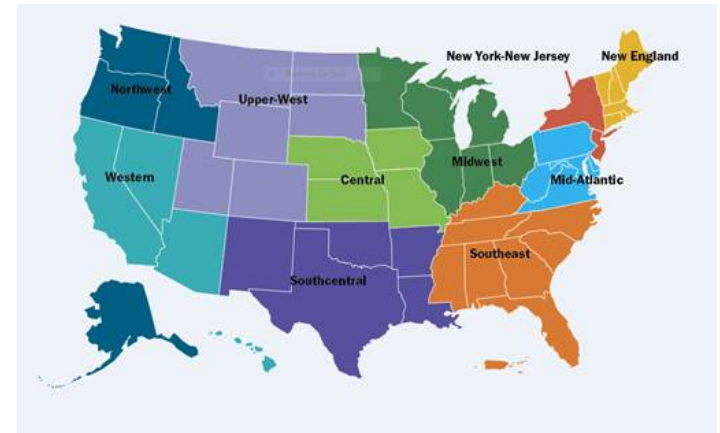 New York-New Jersey
New England
Northwest
Upper-West
Midwest
Western
Central
Mid-Atlantic
Southeast
Southcentral